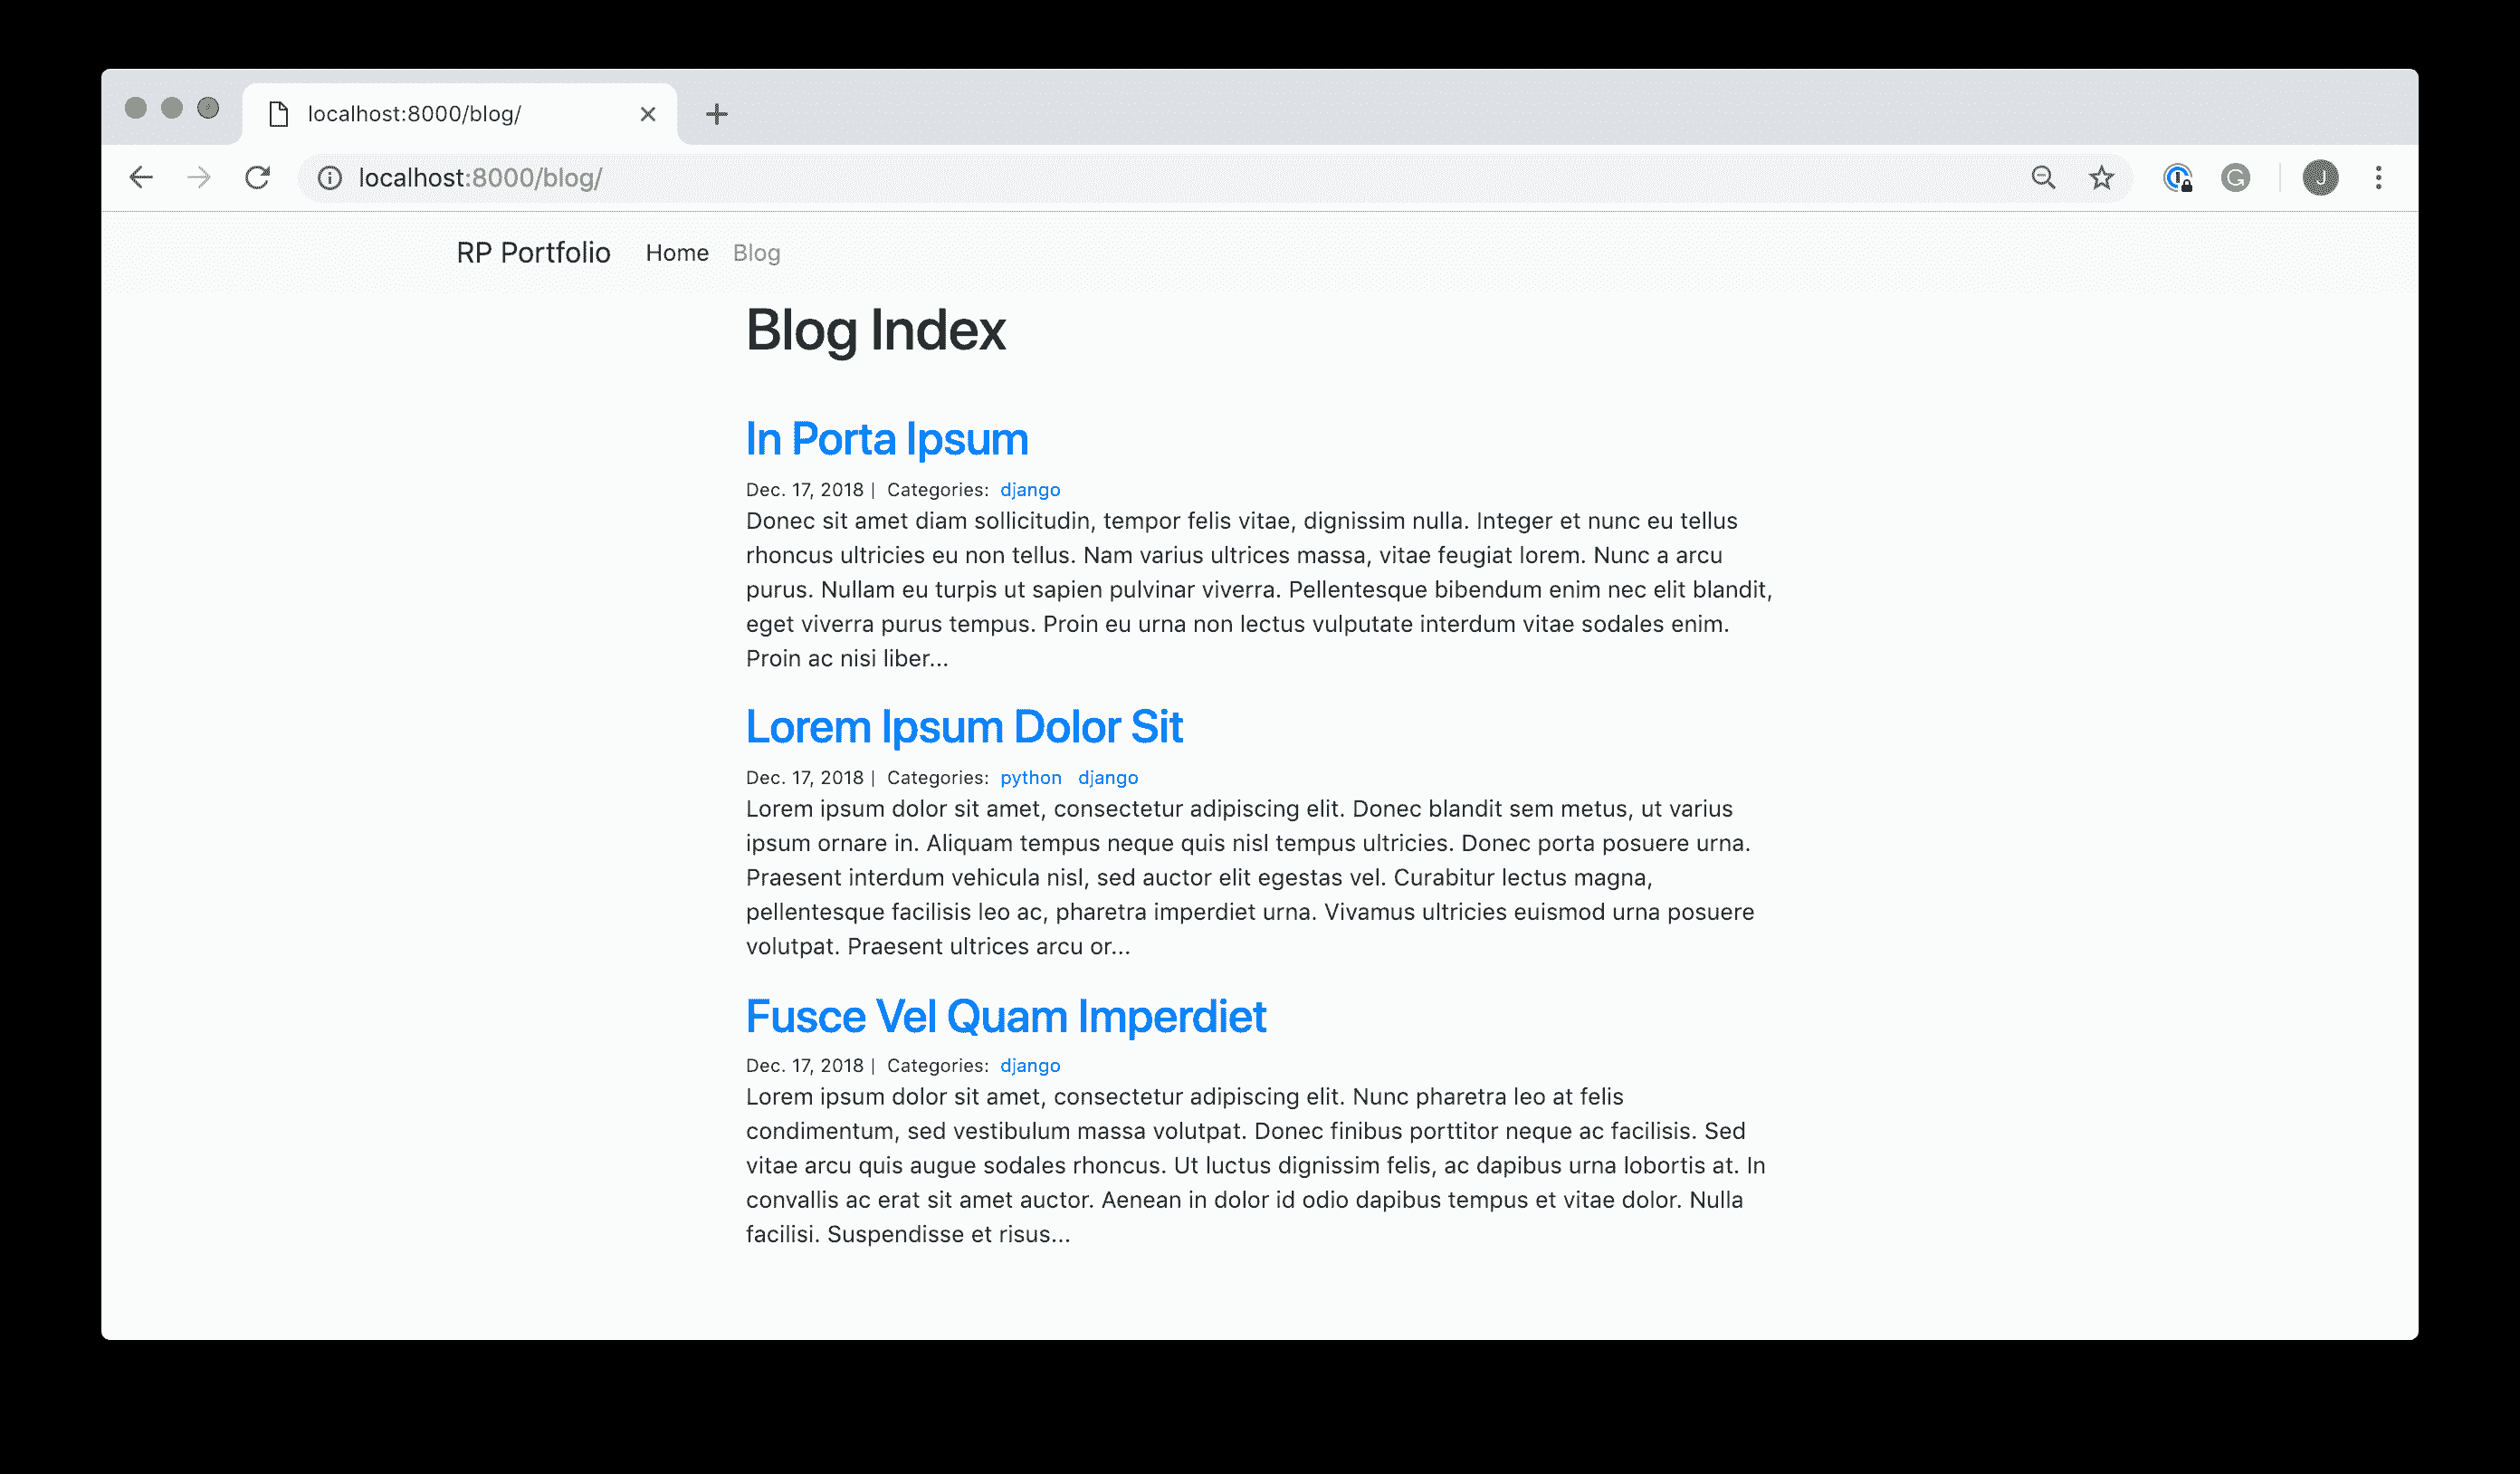 localhost:8000/blog/
localhost:8000/blog/
J
RP Portfolio Home Blog
Blog Index
In Porta Ipsum
Dec. 17, 2018 | Categories: django
Donec sit amet diam sollicitudin, tempor felis vitae, dignissim nulla. Integer et nunc eu tellus
rhoncus ultricies eu non tellus. Nam varius ultrices massa, vitae feugiat lorem. Nunc a arcu
purus. Nullam eu turpis ut sapien pulvinar viverra. Pellentesque bibendum enim nec elit blandit,
eget viverra purus tempus. Proin eu urna non lectus vulputate interdum vitae sodales enim.
Proin ac nisi liber...
Lorem Ipsum Dolor Sit
Dec. 17, 2018 | Categories: python django
Lorem ipsum dolor sit amet, consectetur adipiscing elit. Donec blandit sem metus, ut varius
ipsum ornare in. Aliquam tempus neque quis nisl tempus ultricies. Donec porta posuere urna.
Praesent interdum vehicula nisl, sed auctor elit egestas vel. Curabitur lectus magna,
pellentesque facilisis leo ac, pharetra imperdiet urna. Vivamus ultricies euismod urna posuere
volutpat. Praesent ultrices arcu or...
Fusce Vel Quam Imperdiet
Dec. 17, 2018 | Categories: django
Lorem ipsum dolor sit amet, consectetur adipiscing elit. Nunc pharetra leo at felis
condimentum, sed vestibulum massa volutpat. Donec finibus porttitor neque ac facilisis. Sed
vitae arcu quis augue sodales rhoncus. Ut luctus dignissim felis, ac dapibus urna lobortis at. In
convallis ac erat sit amet auctor. Aenean in dolor id odio dapibus tempus et vitae dolor. Nulla
facilisi. Suspendisse et risus...